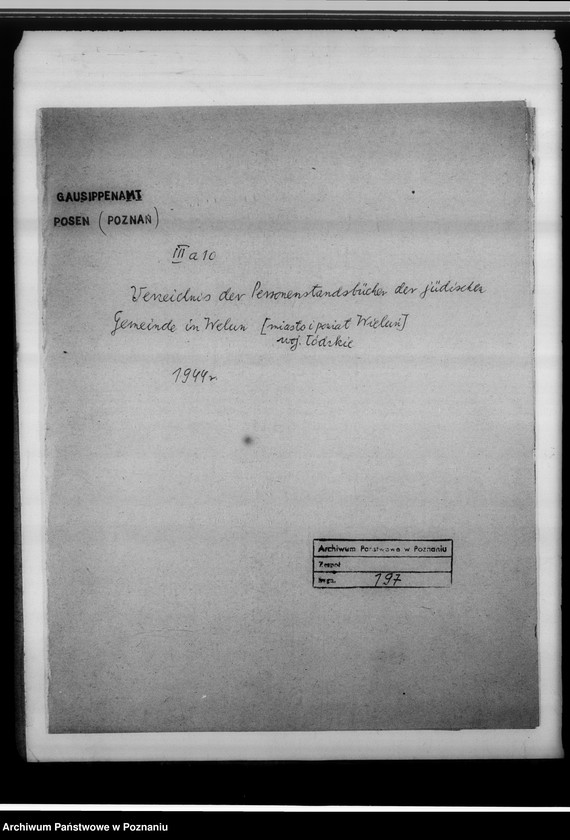 GAUSIPPENAMT
POSEN (POZNAŃ)
III a 10
Verzeichnis der Personenstandsbücher der jüdischen
Gemeinde in Welun [miasto i powiat Wieluń]
woj. łódzkie
1944 r.
Archiwum Państwowe w Poznaniu
Zespół
Sygn. 197
Archiwum Państwowe w Poznaniu